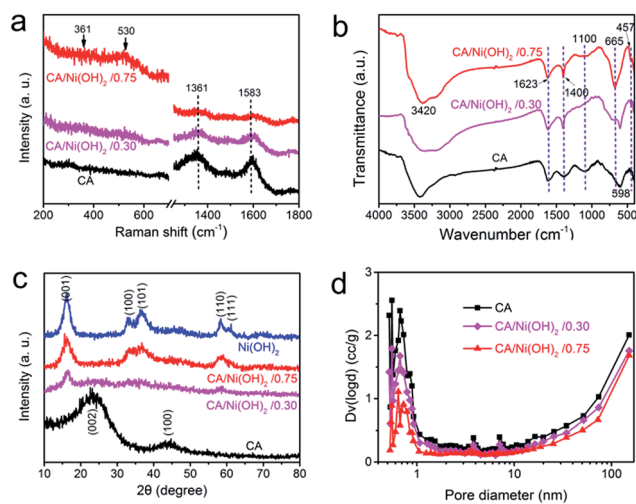 a
361
530
CA/Ni(OH)₂ /0.75
1361
1583
CA/Ni(OH)₂ /0.30
CA
Intensity (a. u.)
200 400 600 1400 1600 1800
Raman shift (cm⁻¹)
b
457
1100
665
CA/Ni(OH)₂ /0.75
1623
1400
3420
CA/Ni(OH)₂ /0.30
CA
598
Transmittance (a. u.)
4000 3500 3000 2500 2000 1500 1000 500
Wavenumber (cm⁻¹)
c
(001)
(100)
(101)
(110)
(111)
Ni(OH)₂
CA/Ni(OH)₂ /0.75
CA/Ni(OH)₂ /0.30
(002)
(100)
CA
Intensity (a. u.)
10 20 30 40 50 60 70 80
2θ (degree)
d
CA
CA/Ni(OH)₂ /0.30
CA/Ni(OH)₂ /0.75
Dv(logd) (cc/g)
3
2
1
0
1 10 100
Pore diameter (nm)